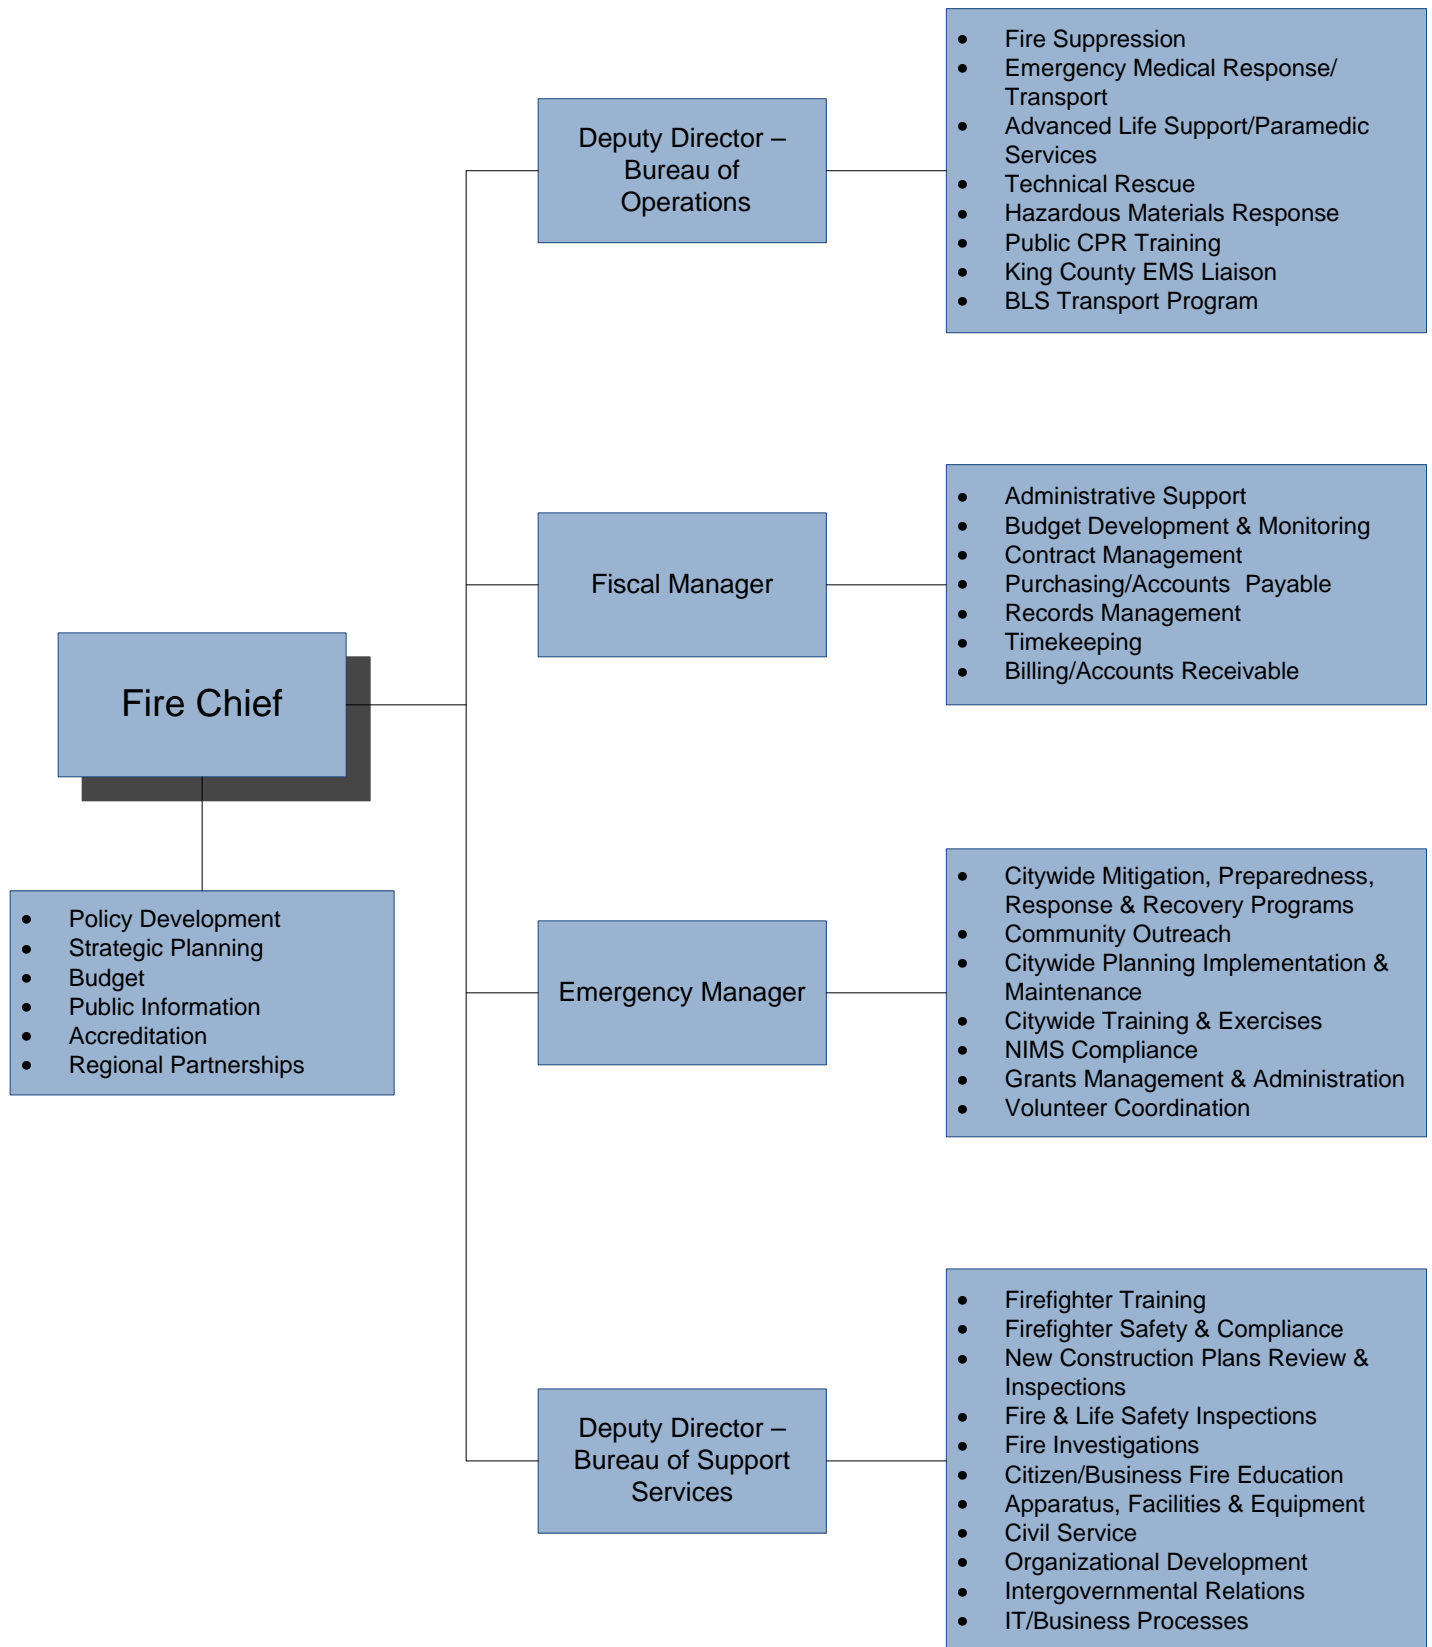 Fire Chief
• Policy Development
• Strategic Planning
• Budget
• Public Information
• Accreditation
• Regional Partnerships
Deputy Director –
Bureau of
Operations
• Fire Suppression
• Emergency Medical Response/
Transport
• Advanced Life Support/Paramedic
Services
• Technical Rescue
• Hazardous Materials Response
• Public CPR Training
• King County EMS Liaison
• BLS Transport Program
Fiscal Manager
• Administrative Support
• Budget Development & Monitoring
• Contract Management
• Purchasing/Accounts Payable
• Records Management
• Timekeeping
• Billing/Accounts Receivable
Emergency Manager
• Citywide Mitigation, Preparedness,
Response & Recovery Programs
• Community Outreach
• Citywide Planning Implementation &
Maintenance
• Citywide Training & Exercises
• NIMS Compliance
• Grants Management & Administration
• Volunteer Coordination
Deputy Director –
Bureau of Support
Services
• Firefighter Training
• Firefighter Safety & Compliance
• New Construction Plans Review &
Inspections
• Fire & Life Safety Inspections
• Fire Investigations
• Citizen/Business Fire Education
• Apparatus, Facilities & Equipment
• Civil Service
• Organizational Development
• Intergovernmental Relations
• IT/Business Processes